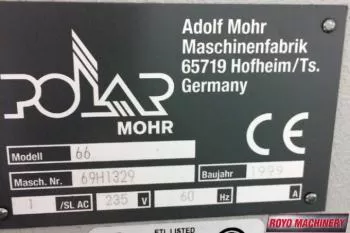 Adolf Mohr
Maschinenfabrik
65719 Hofheim/Ts.
Germany
POLAR
MOHR
CE
Modell 66
Masch. Nr. 69H1329 Baujahr 1999
1 /SL AC 235 V 60 Hz A
ETL LISTED
ROYO MACHINERY